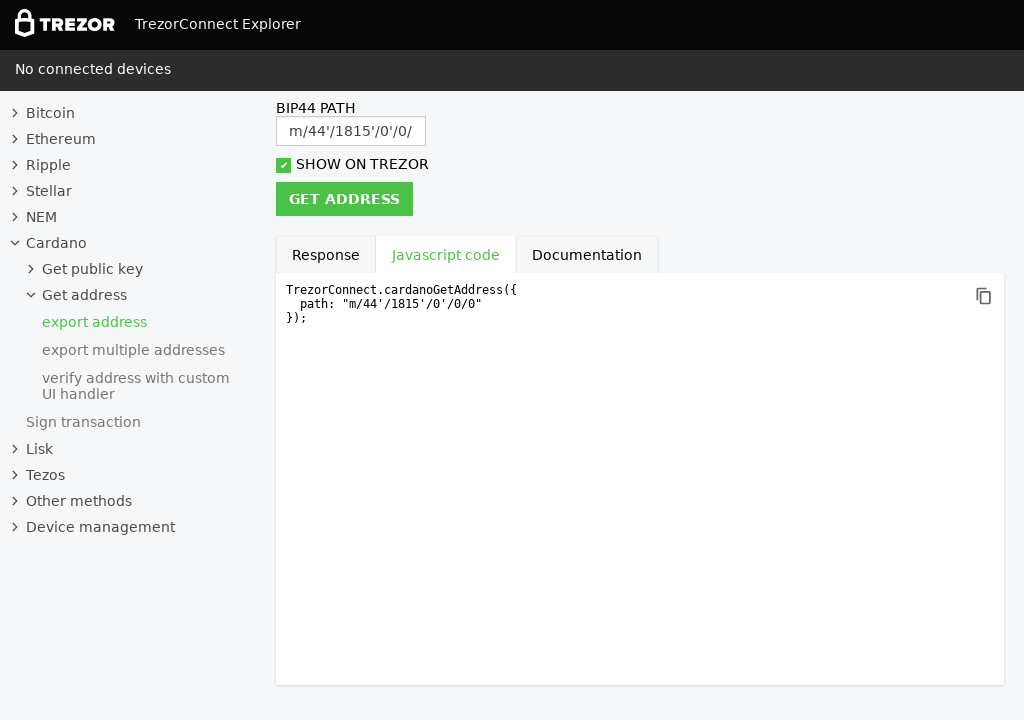 TREZOR TrezorConnect Explorer
No connected devices
Bitcoin
Ethereum
Ripple
Stellar
NEM
Cardano
Get public key
Get address
export address
export multiple addresses
verify address with custom
UI handler
Sign transaction
Lisk
Tezos
Other methods
Device management
BIP44 PATH
m/44'/1815'/0'/0/
SHOW ON TREZOR
GET ADDRESS
Response Javascript code Documentation
TrezorConnect.cardanoGetAddress({
  path: "m/44'/1815'/0'/0/0"
});